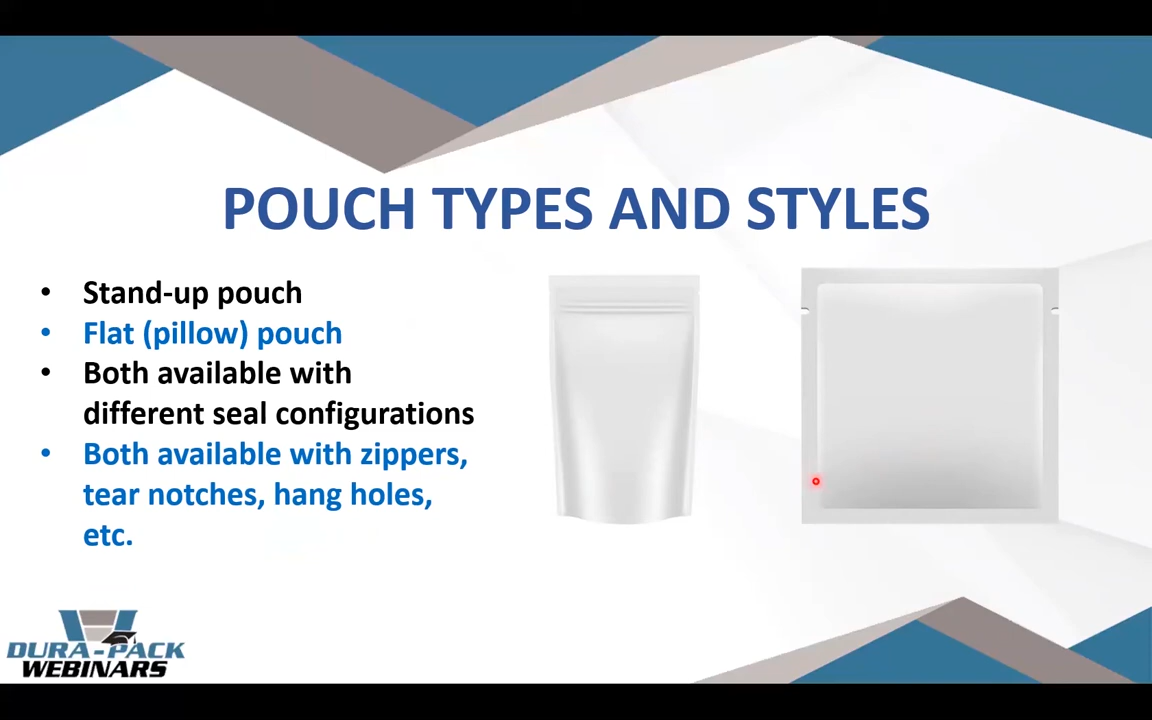 POUCH TYPES AND STYLES
• Stand-up pouch
• Flat (pillow) pouch
• Both available with
different seal configurations
• Both available with zippers,
tear notches, hang holes,
etc.
DURA-PACK
WEBINARS